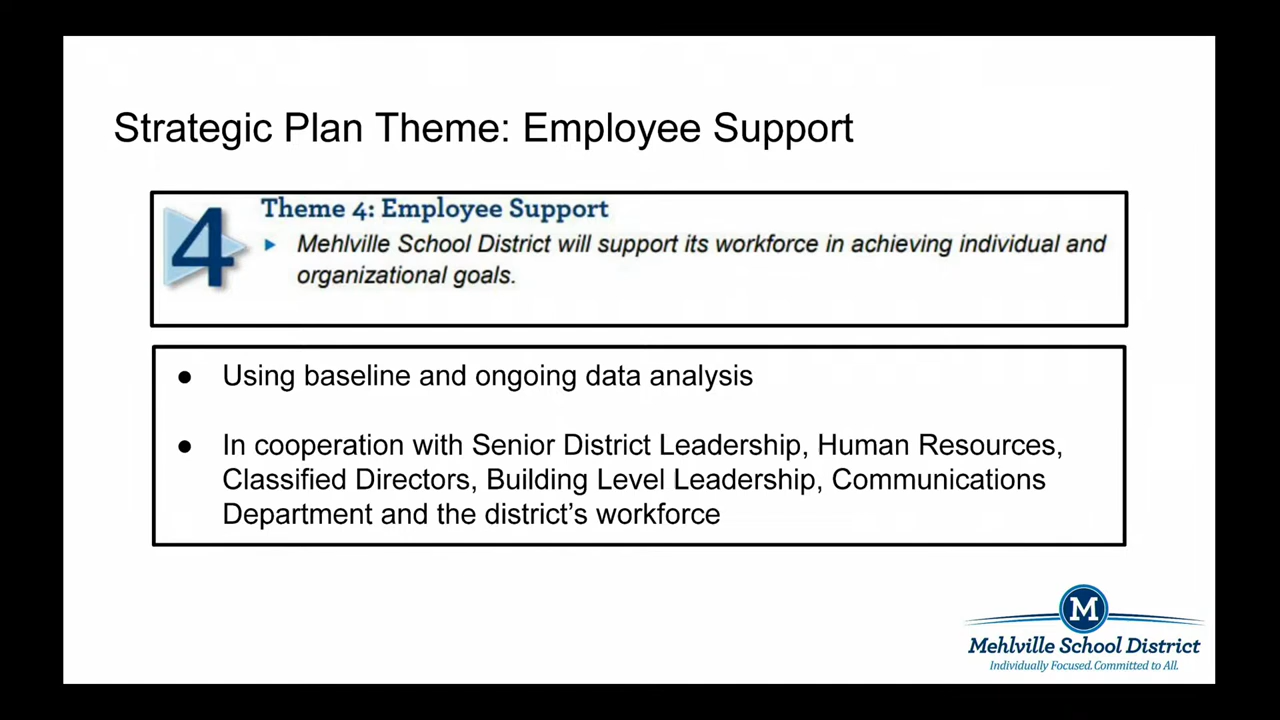 Strategic Plan Theme: Employee Support
4
Theme 4: Employee Support
Mehlville School District will support its workforce in achieving individual and
organizational goals.
● Using baseline and ongoing data analysis
● In cooperation with Senior District Leadership, Human Resources,
Classified Directors, Building Level Leadership, Communications
Department and the district’s workforce
M
Mehlville School District
Individually Focused. Committed to All.